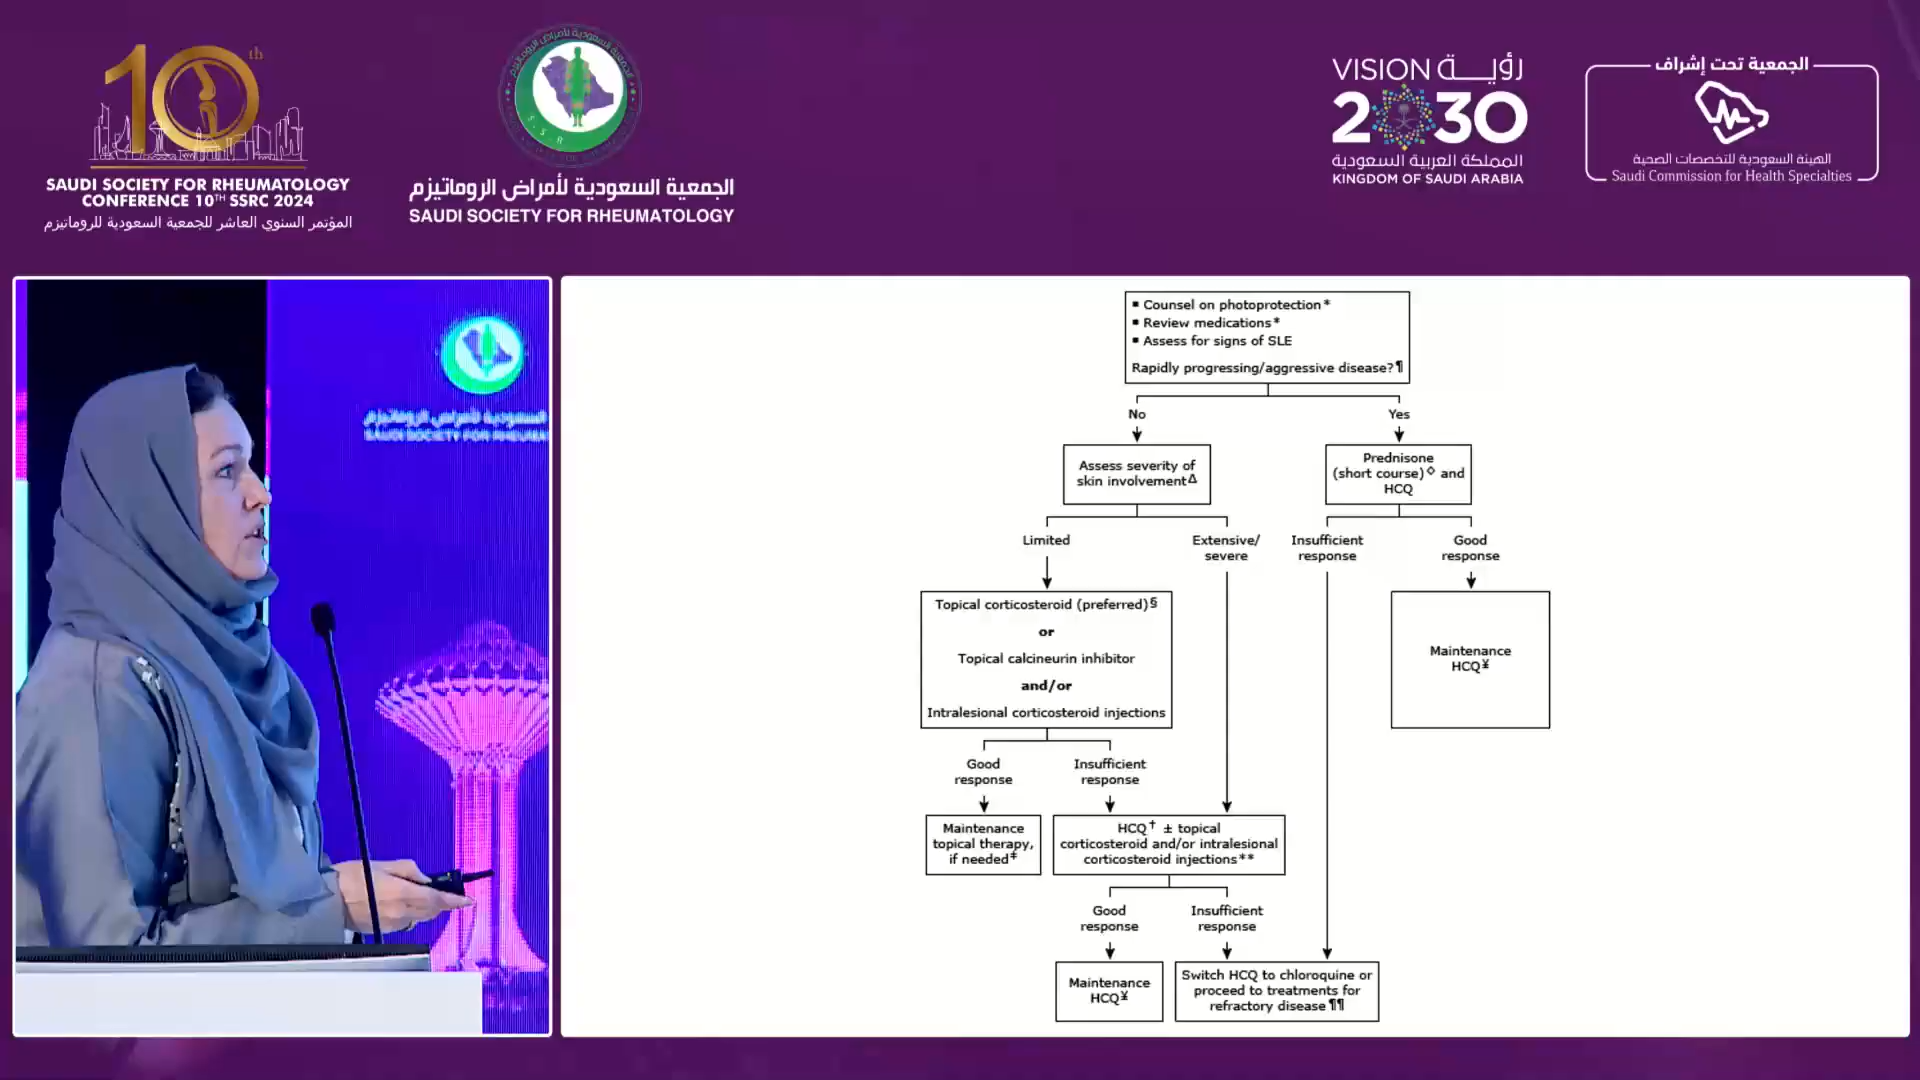 10th
SAUDI SOCIETY FOR RHEUMATOLOGY
CONFERENCE 10TH SSRC 2024
المؤتمر السنوي العاشر للجمعية السعودية للروماتيزم
S S R
الجمعية السعودية لأمراض الروماتيزم
SAUDI SOCIETY FOR RHEUMATOLOGY
VISION رؤيــة
2030
المملكة العربية السعودية
KINGDOM OF SAUDI ARABIA
الجمعية تحت إشراف
الهيئة السعودية للتخصصات الصحية
Saudi Commission for Health Specialties
▪ Counsel on photoprotection*
▪ Review medications*
▪ Assess for signs of SLE
Rapidly progressing/aggressive disease?¶
No
Yes
Assess severity of
skin involvementΔ
Prednisone
(short course)◇ and
HCQ
Limited
Extensive/
severe
Insufficient
response
Good
response
Topical corticosteroid (preferred)§
or
Topical calcineurin inhibitor
and/or
Intralesional corticosteroid injections
Maintenance
HCQ¥
Good
response
Insufficient
response
Maintenance
topical therapy,
if needed‡
HCQ† ± topical
corticosteroid and/or intralesional
corticosteroid injections**
Good
response
Insufficient
response
Maintenance
HCQ¥
Switch HCQ to chloroquine or
proceed to treatments for
refractory disease¶¶